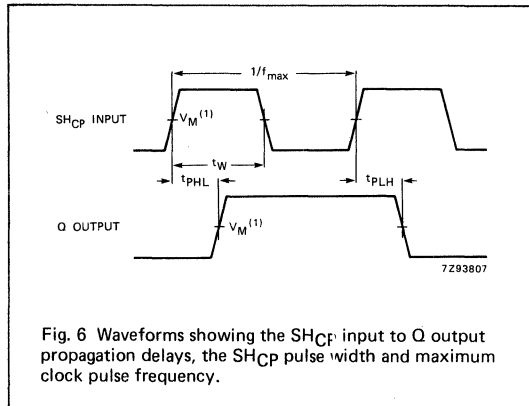 1/fmax
SHCP INPUT
VM(1)
tW
tPHL
tPLH
Q OUTPUT
VM(1)
7Z93807
Fig. 6 Waveforms showing the SHCP input to Q output
propagation delays, the SHCP pulse width and maximum
clock pulse frequency.